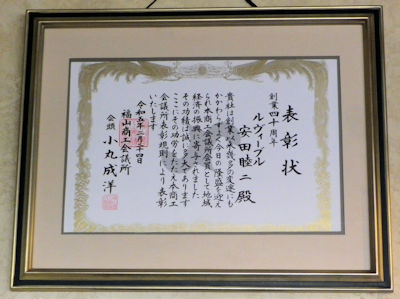 表彰状
創業四十周年
ルヴィーブル
安田睦二殿
貴社は創業以来幾多の変遷にも
かかわらずよく今日の隆盛を迎え
られ本商工会議所会員として地域
経済の振興に寄与されました
その功績は誠に多大であります
ここにその功労をたたえ本商工
会議所表彰規則により表彰
いたします
令和五年二月二十四日
福山商工会議所
会頭 小丸成洋